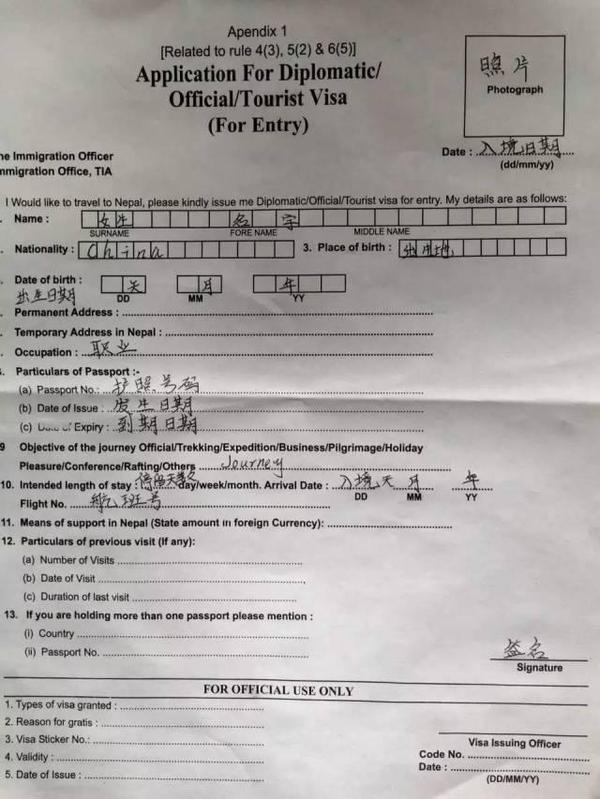 Apendix 1
[Related to rule 4(3), 5(2) & 6(5)]
Application For Diplomatic/
Official/Tourist Visa
(For Entry)
照片
Photograph
he Immigration Officer
mmigration Office, TIA
Date : 入境日期
(dd/mm/yy)
I Would like to travel to Nepal, please kindly issue me Diplomatic/Official/Tourist visa for entry. My details are as follows:
Name : 名字
SURNAME FORE NAME MIDDLE NAME
Nationality : China 3. Place of birth : 出生地
Date of birth : 天 月 年
出生日期 DD MM YY
Permanent Address :
Temporary Address in Nepal :
Occupation : 职业
Particulars of Passport :-
(a) Passport No.: 护照号码
(b) Date of Issue : 发生日期
(c) Date of Expiry : 到期日期
9 Objective of the journey Official/Trekking/Expedition/Business/Pilgrimage/Holiday
Pleasure/Conference/Rafting/Others Journey
10. Intended length of stay : 停留天数 day/week/month. Arrival Date : 入境天 月 年
DD MM YY
Flight No. 航班号
11. Means of support in Nepal (State amount in foreign Currency):
12. Particulars of previous visit (If any):
(a) Number of Visits
(b) Date of Visit
(c) Duration of last visit
13. If you are holding more than one passport please mention :
(i) Country
(ii) Passport No.
签名
Signature
FOR OFFICIAL USE ONLY
1. Types of visa granted :
2. Reason for gratis :
3. Visa Sticker No.:
4. Validity :
5. Date of Issue :
Visa Issuing Officer
Code No.
Date :
(DD/MM/YY)